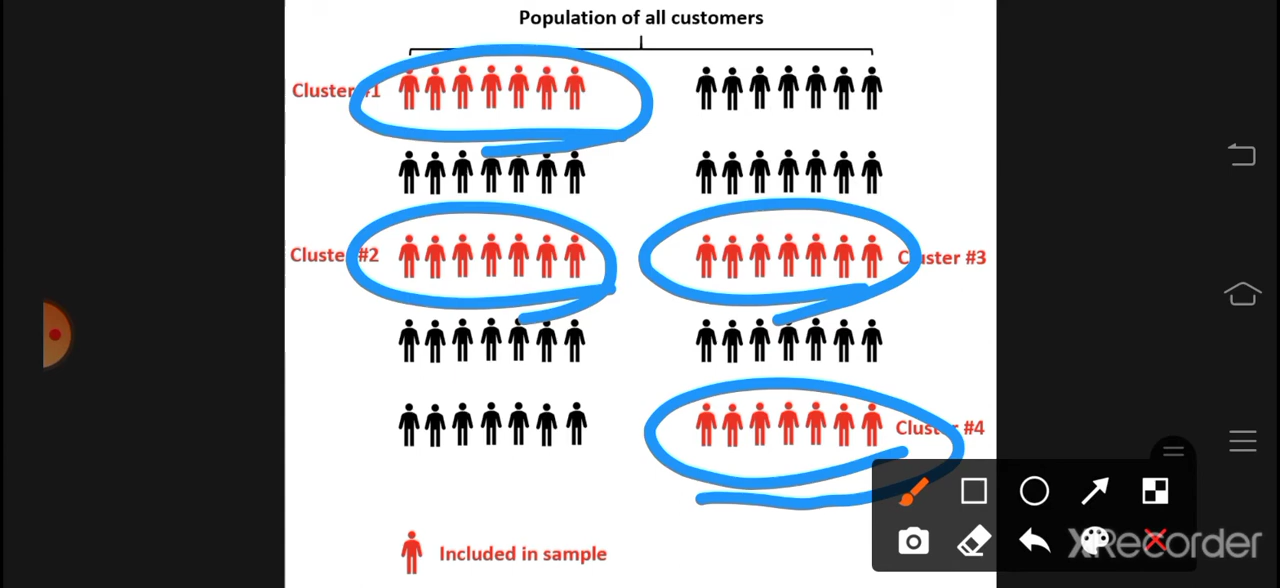 Population of all customers
Cluster #1
Cluster #2
Cluster #3
Cluster #4
Included in sample
XRecorder